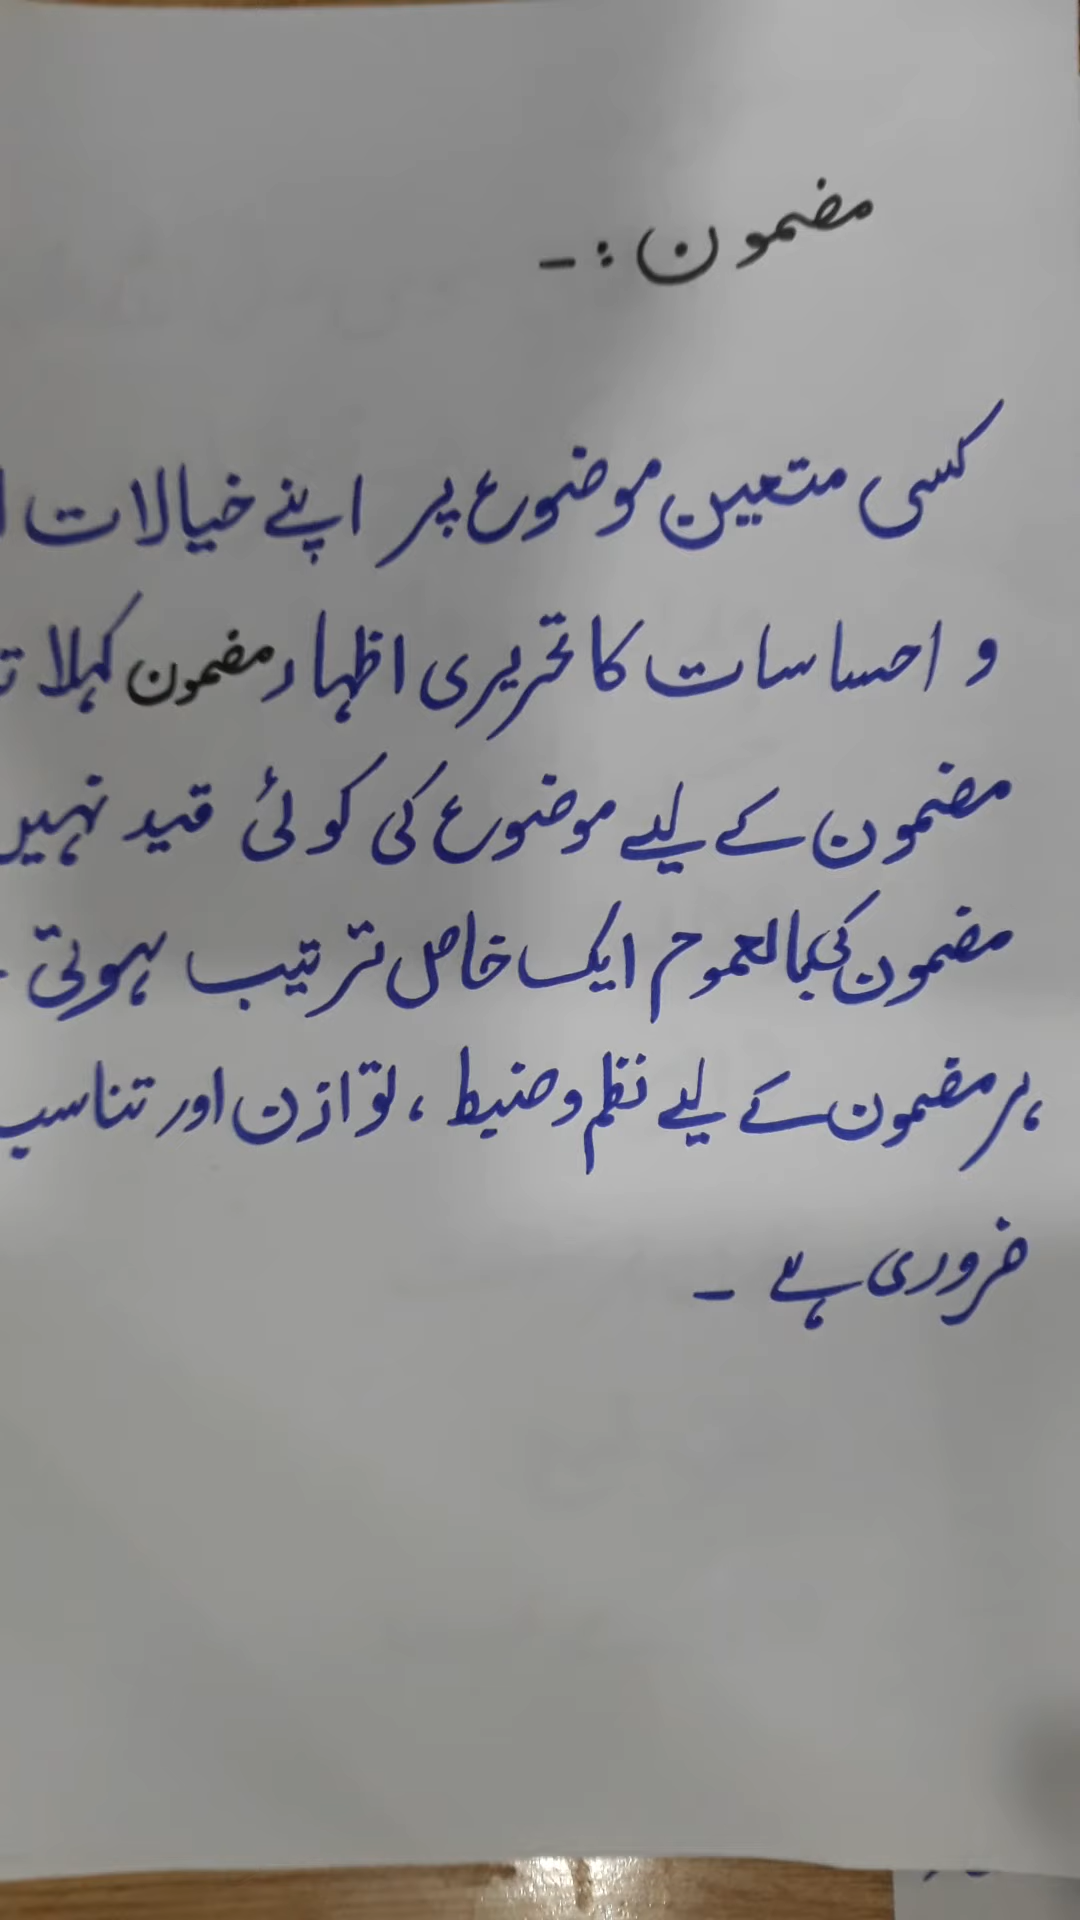 مضمون :-
کسی متعین موضوع پر اپنے خیالات
و احساسات کا تحریری اظہار مضمون کہلا
مضمون کے لیے موضوع کی کوئی قید نہیں
مضمون کی بالعموم ایک خاص ترتیب ہوتی
ہر مضمون کے لیے نظم و ضبط ، توازن اور تناسب
ضروری ہے -